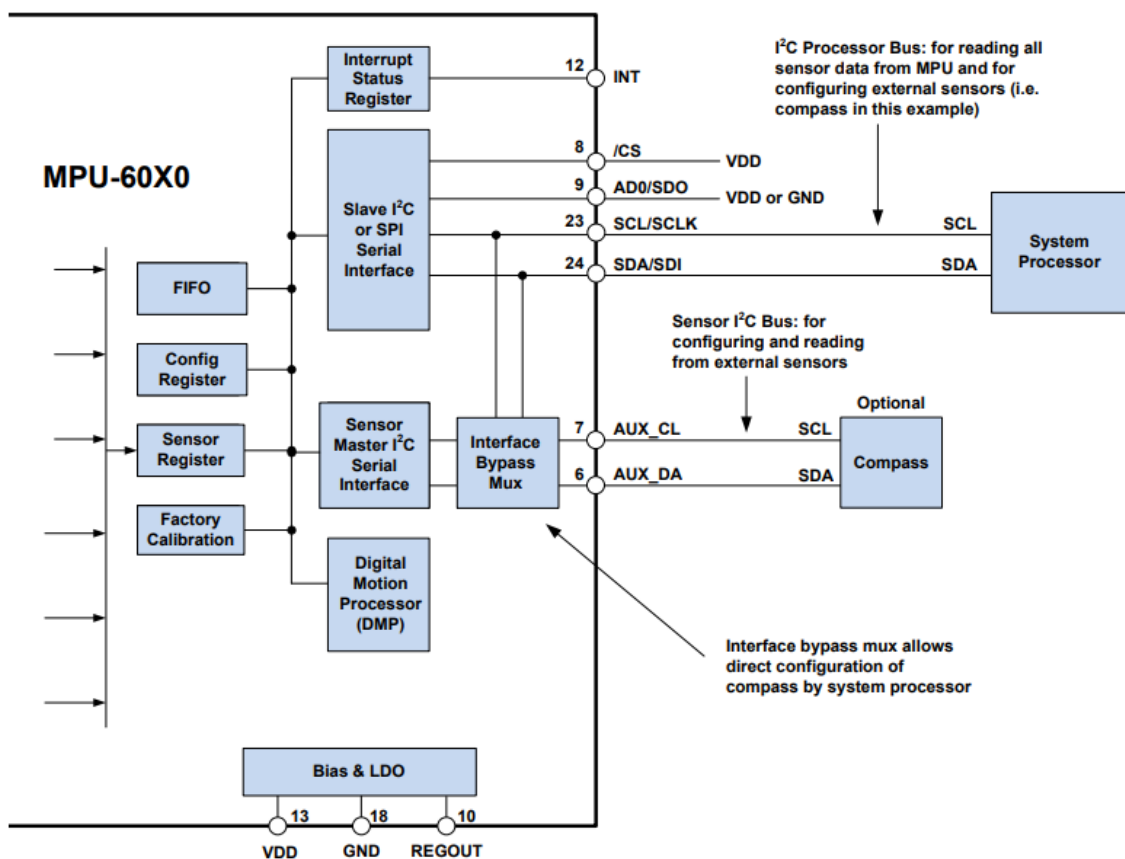 MPU-60X0
Interrupt
Status
Register
12
INT
I²C Processor Bus: for reading all
sensor data from MPU and for
configuring external sensors (i.e.
compass in this example)
Slave I²C
or SPI
Serial
Interface
8
/CS
VDD
9
AD0/SDO
VDD or GND
23
SCL/SCLK
SCL
24
SDA/SDI
SDA
System
Processor
FIFO
Config
Register
Sensor
Register
Factory
Calibration
Sensor I²C Bus: for
configuring and reading
from external sensors
Sensor
Master I²C
Serial
Interface
Interface
Bypass
Mux
7
AUX_CL
SCL
6
AUX_DA
SDA
Optional
Compass
Digital
Motion
Processor
(DMP)
Interface bypass mux allows
direct configuration of
compass by system processor
Bias & LDO
13
18
10
VDD
GND
REGOUT